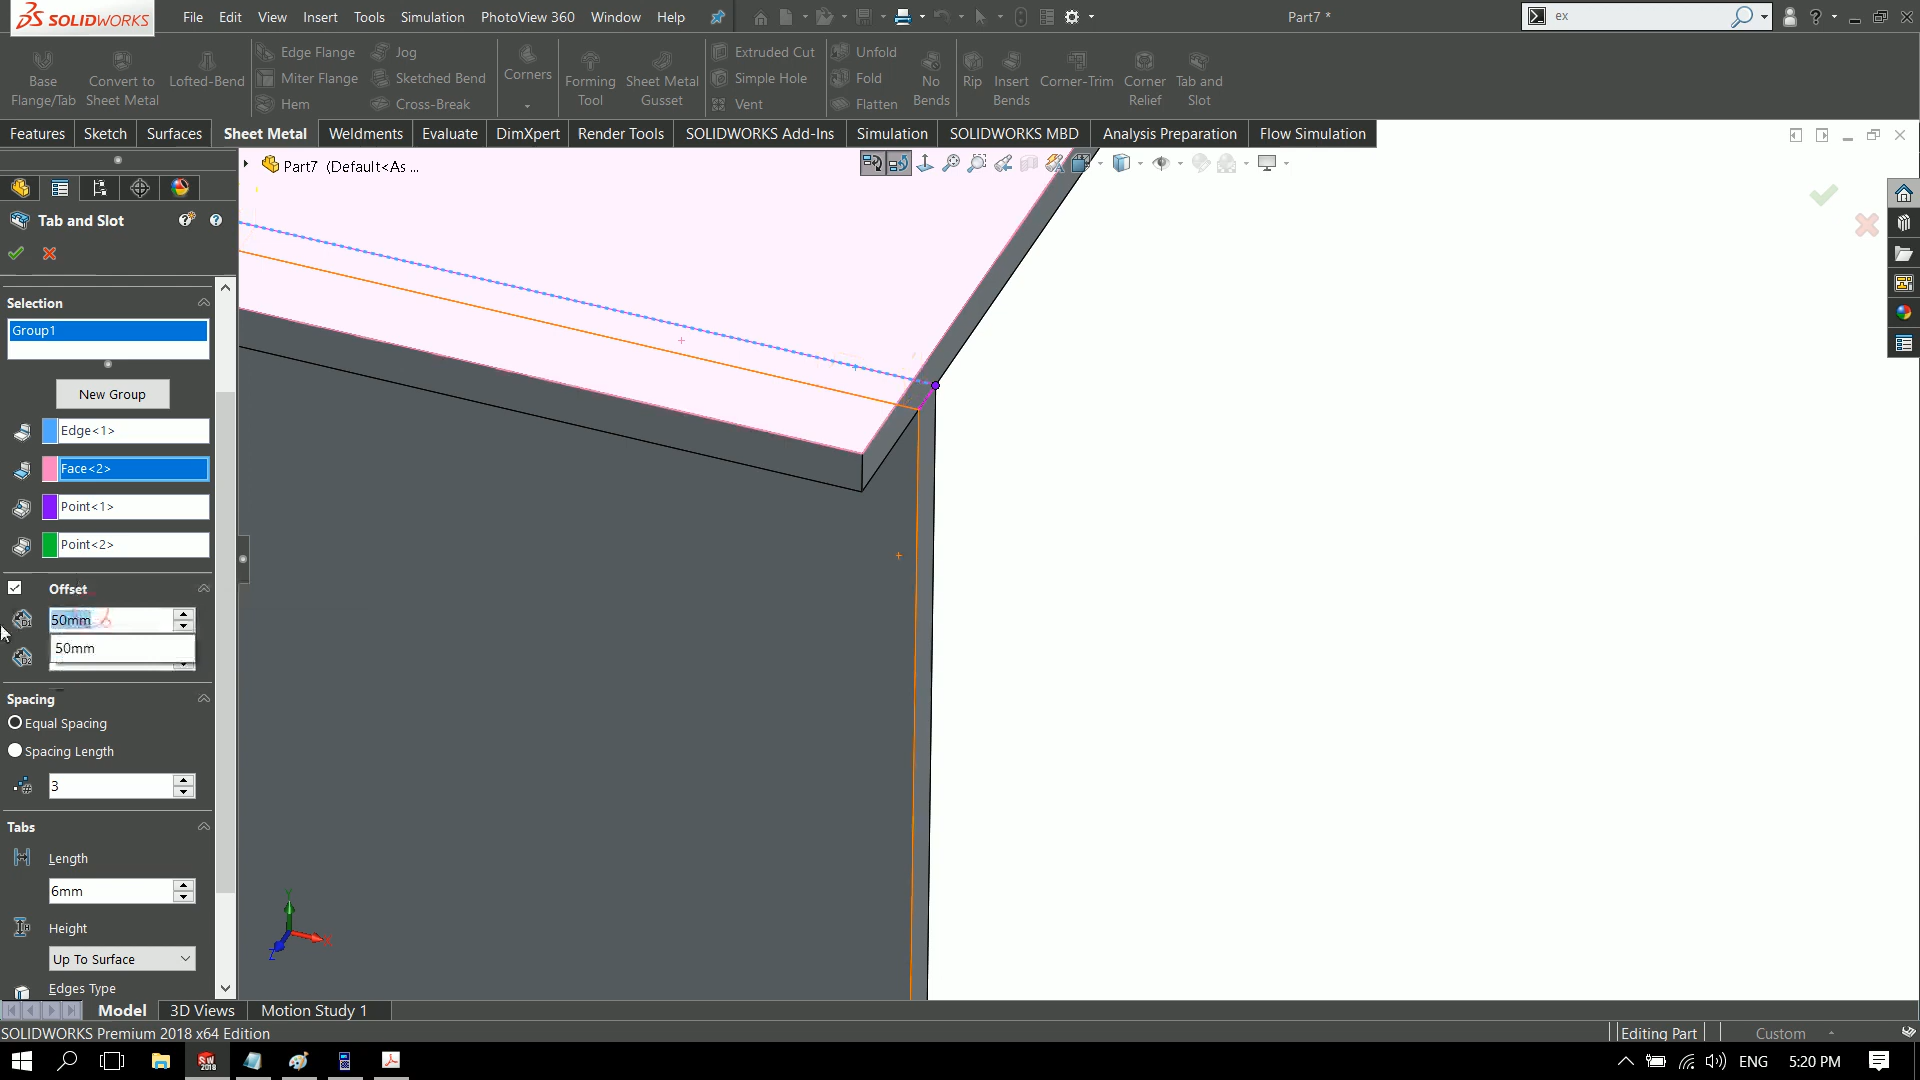 SOLIDWORKS File Edit View Insert Tools Simulation PhotoView 360 Window Help Part7 * ex ?
Base Flange/Tab
Convert to Sheet Metal
Lofted-Bend
Edge Flange
Miter Flange
Hem
Jog
Sketched Bend
Cross-Break
Corners
Forming Tool
Sheet Metal Gusset
Extruded Cut
Simple Hole
Vent
Unfold
Fold
Flatten
No Bends
Rip
Insert Bends
Corner-Trim
Corner Relief
Tab and Slot
Features Sketch Surfaces Sheet Metal Weldments Evaluate DimXpert Render Tools SOLIDWORKS Add-Ins Simulation SOLIDWORKS MBD Analysis Preparation Flow Simulation
Part7 (Default<As ...
Tab and Slot
Selection
Group1
New Group
Edge<1>
Face<2>
Point<1>
Point<2>
Offset
D1 50mm
50mm
D2
Spacing
Equal Spacing
Spacing Length
3
Tabs
Length
6mm
Height
Up To Surface
Edges Type
Y
X
Z
Model 3D Views Motion Study 1
SOLIDWORKS Premium 2018 x64 Edition Editing Part Custom
SW 2018 ENG 5:20 PM